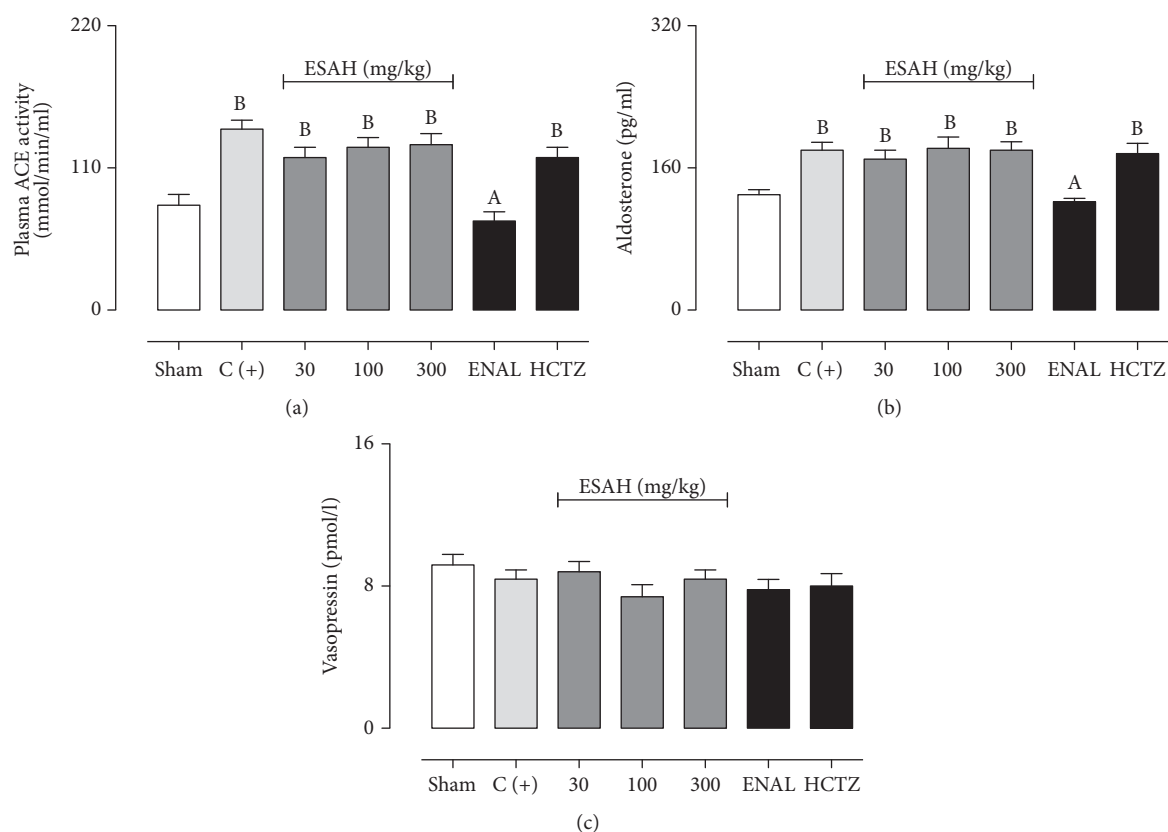 220
110
0
Plasma ACE activity
(mmol/min/ml)
ESAH (mg/kg)
B
B
B
B
A
B
Sham C (+) 30 100 300 ENAL HCTZ
(a)
320
160
0
Aldosterone (pg/ml)
ESAH (mg/kg)
B
B
B
B
A
B
Sham C (+) 30 100 300 ENAL HCTZ
(b)
16
8
0
Vasopressin (pmol/l)
ESAH (mg/kg)
Sham C (+) 30 100 300 ENAL HCTZ
(c)